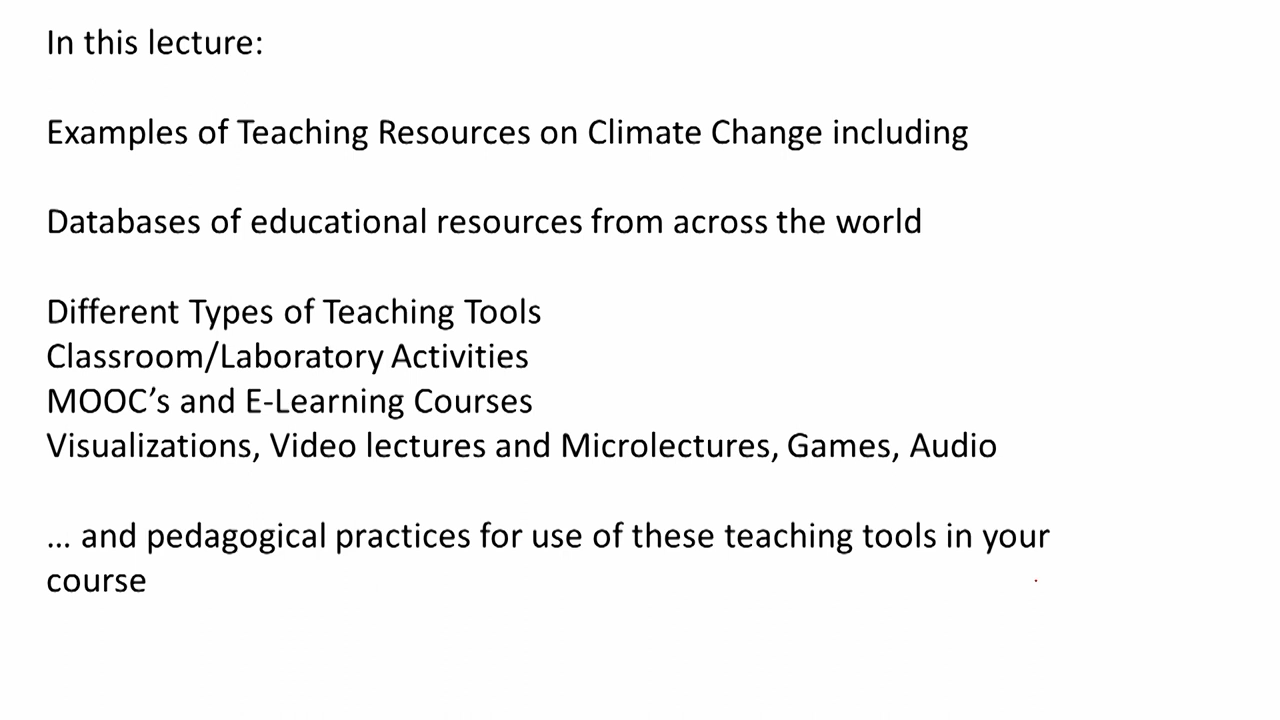 In this lecture:
Examples of Teaching Resources on Climate Change including
Databases of educational resources from across the world
Different Types of Teaching Tools
Classroom/Laboratory Activities
MOOC’s and E-Learning Courses
Visualizations, Video lectures and Microlectures, Games, Audio
... and pedagogical practices for use of these teaching tools in your
course